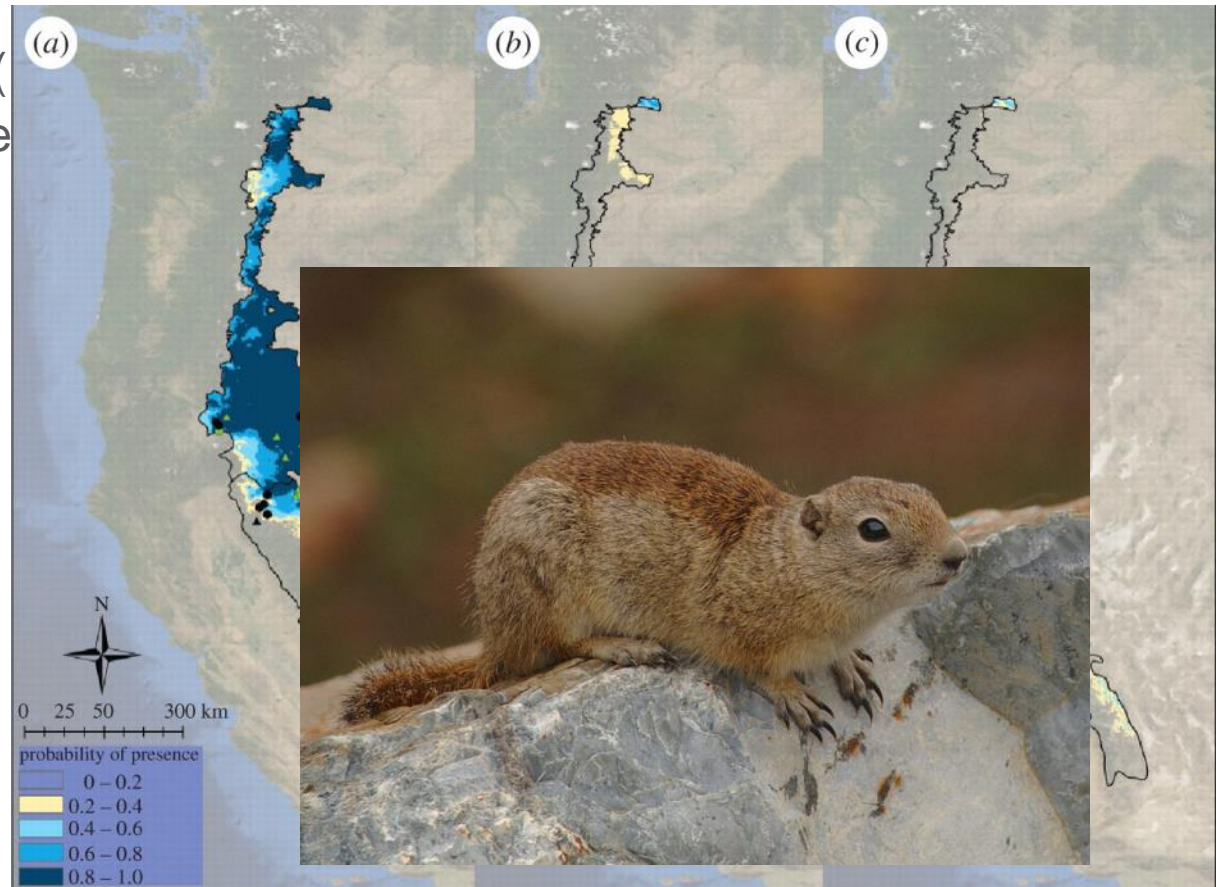 (
e
(a)
(b)
(c)
N
0 25 50 300 km
probability of presence
0 – 0.2
0.2 – 0.4
0.4 – 0.6
0.6 – 0.8
0.8 – 1.0